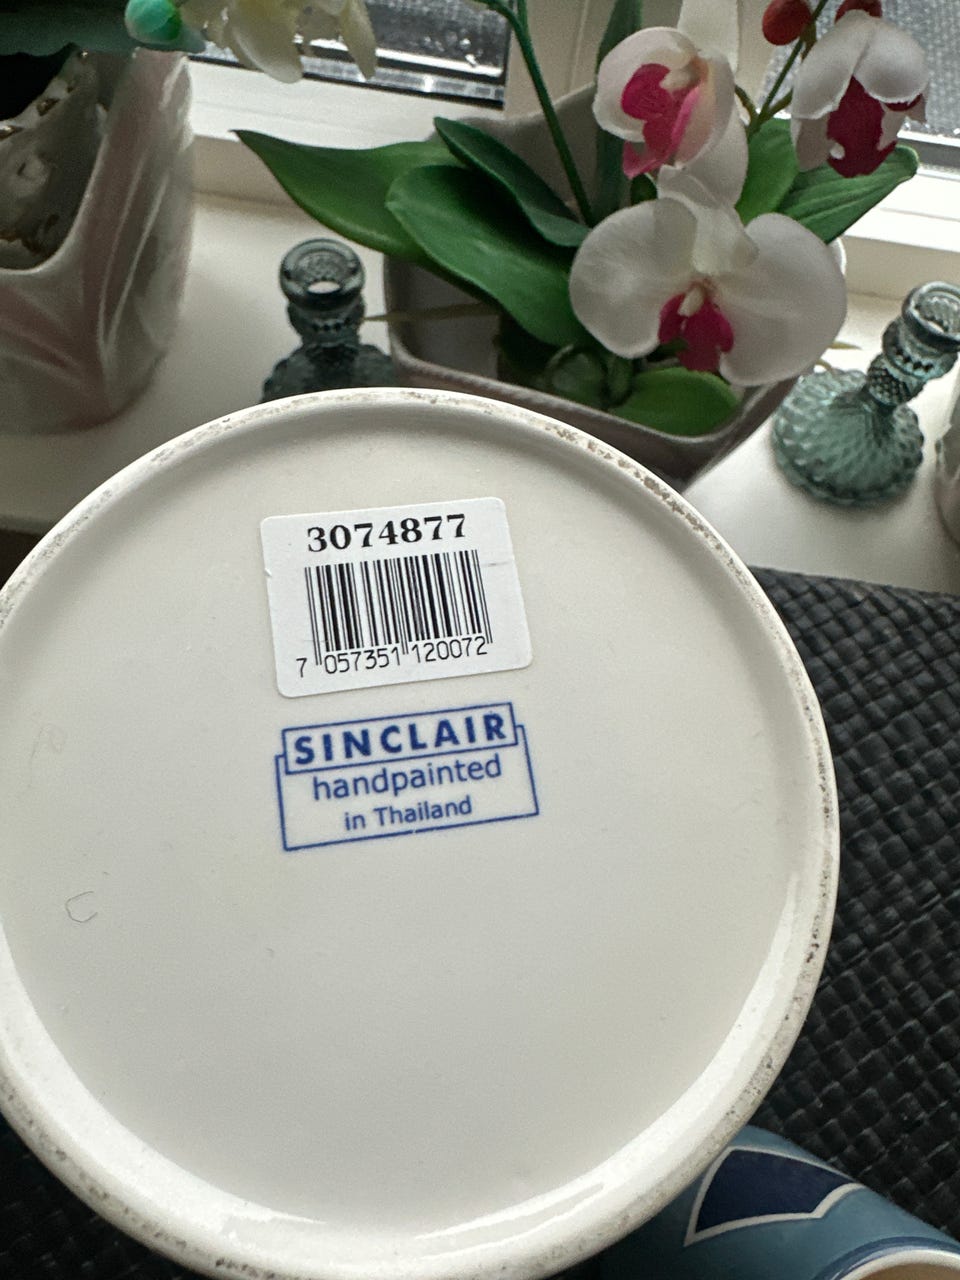 3074877
7 057351 120072
SINCLAIR
handpainted
in Thailand